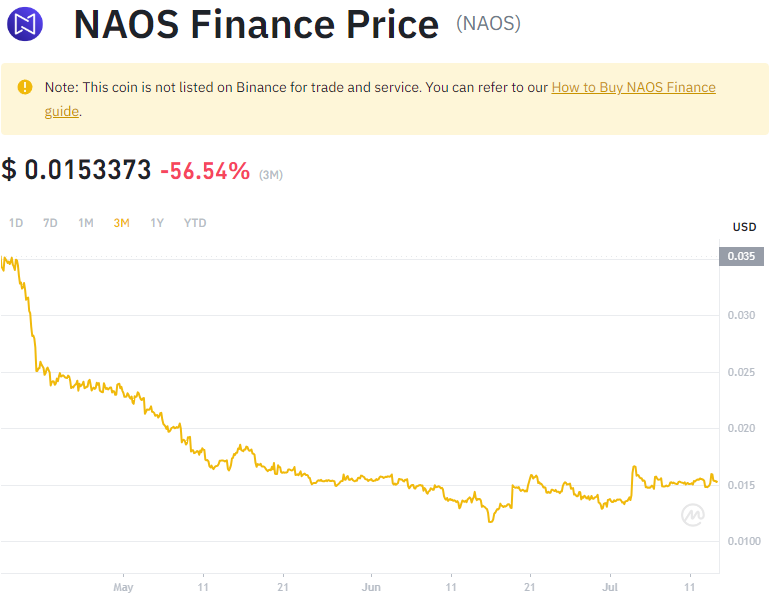 NAOS Finance Price (NAOS)
Note: This coin is not listed on Binance for trade and service. You can refer to our How to Buy NAOS Finance
guide.
$ 0.0153373 -56.54% (3M)
1D 7D 1M 3M 1Y YTD
USD
0.035
0.030
0.025
0.020
0.015
0.0100
May 11 21 Jun 11 21 Jul 11